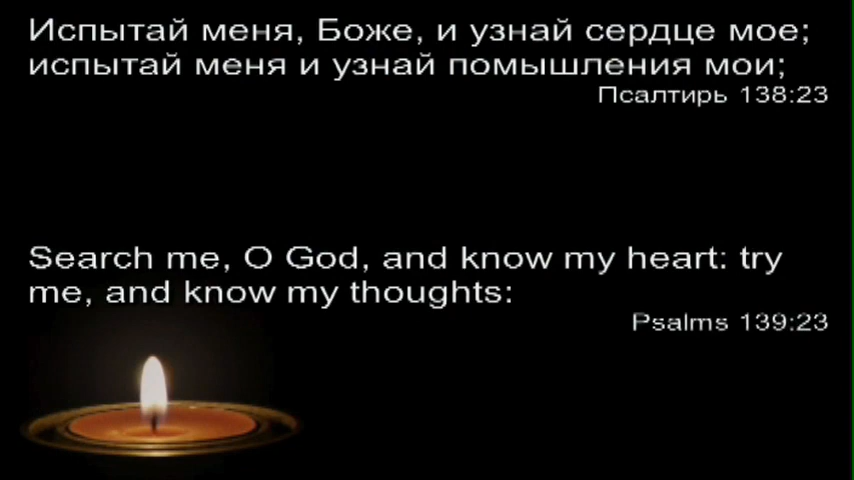 Испытай меня, Боже, и узнай сердце мое;
испытай меня и узнай помышления мои;
Псалтирь 138:23
Search me, O God, and know my heart: try
me, and know my thoughts:
Psalms 139:23